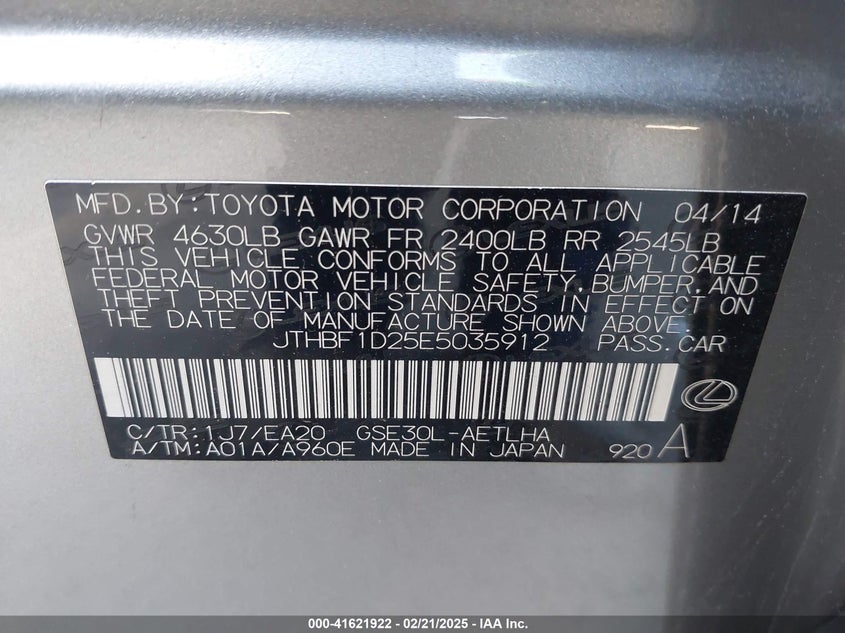 MFD.BY:TOYOTA MOTOR CORPORATION 04/14
GVWR 4630LB GAWR FR 2400LB RR 2545LB
THIS VEHICLE CONFORMS TO ALL APPLICABLE
FEDERAL MOTOR VEHICLE SAFETY,BUMPER,AND
THEFT PREVENTION STANDARDS IN EFFECT ON
THE DATE OF MANUFACTURE SHOWN ABOVE.
JTHBF1D25E5035912 PASS.CAR
C/TR:1J7/EA20 GSE30L-AETLHA
A/TM:A01A/A960E MADE IN JAPAN 920 A
000-41621922 - 02/21/2025 - IAA Inc.